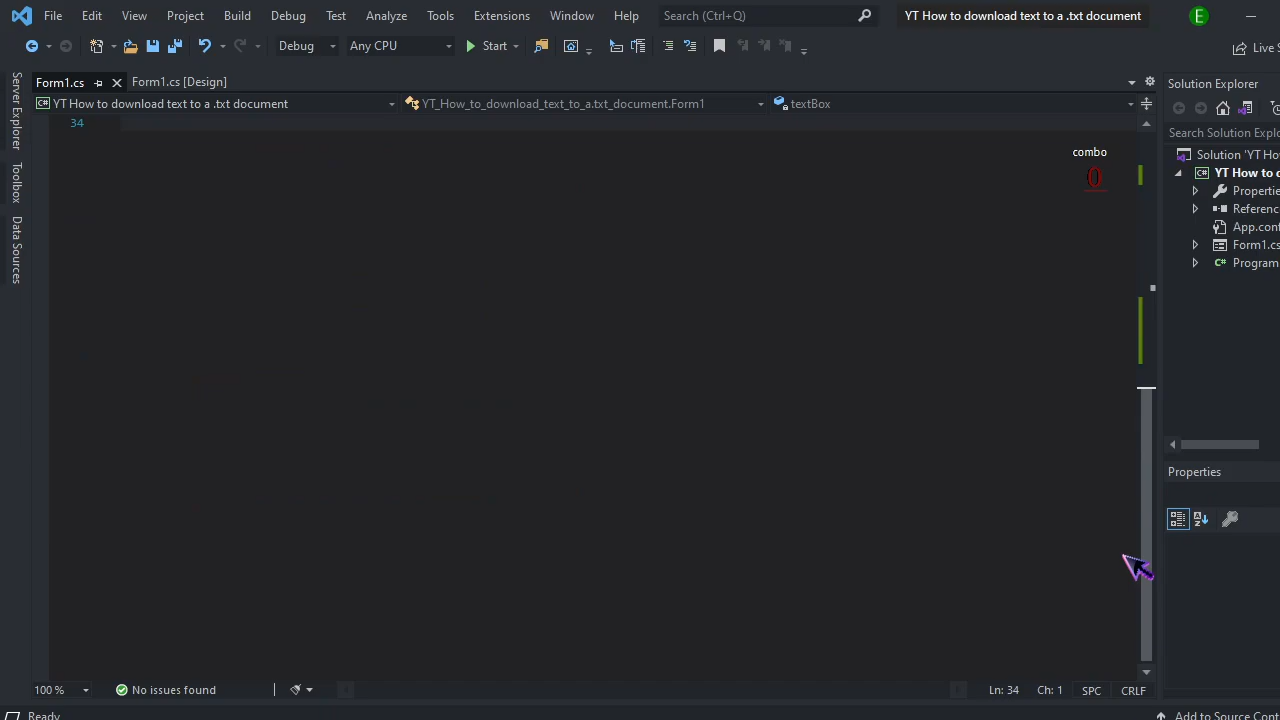 File Edit View Project Build Debug Test Analyze Tools Extensions Window Help Search (Ctrl+Q) YT How to download text to a .txt document E
Debug Any CPU Start Live S
Form1.cs Form1.cs [Design]
YT How to download text to a .txt document YT_How_to_download_text_to_a.txt_document.Form1 textBox
Server Explorer
Toolbox
Data Sources
34
combo
0
Solution Explorer
Search Solution Explo
Solution 'YT Ho
C# YT How to d
Propertie
Referenc
App.conf
Form1.cs
C# Program
Properties
100 % No issues found Ln: 34 Ch: 1 SPC CRLF
Ready Add to Source Cont